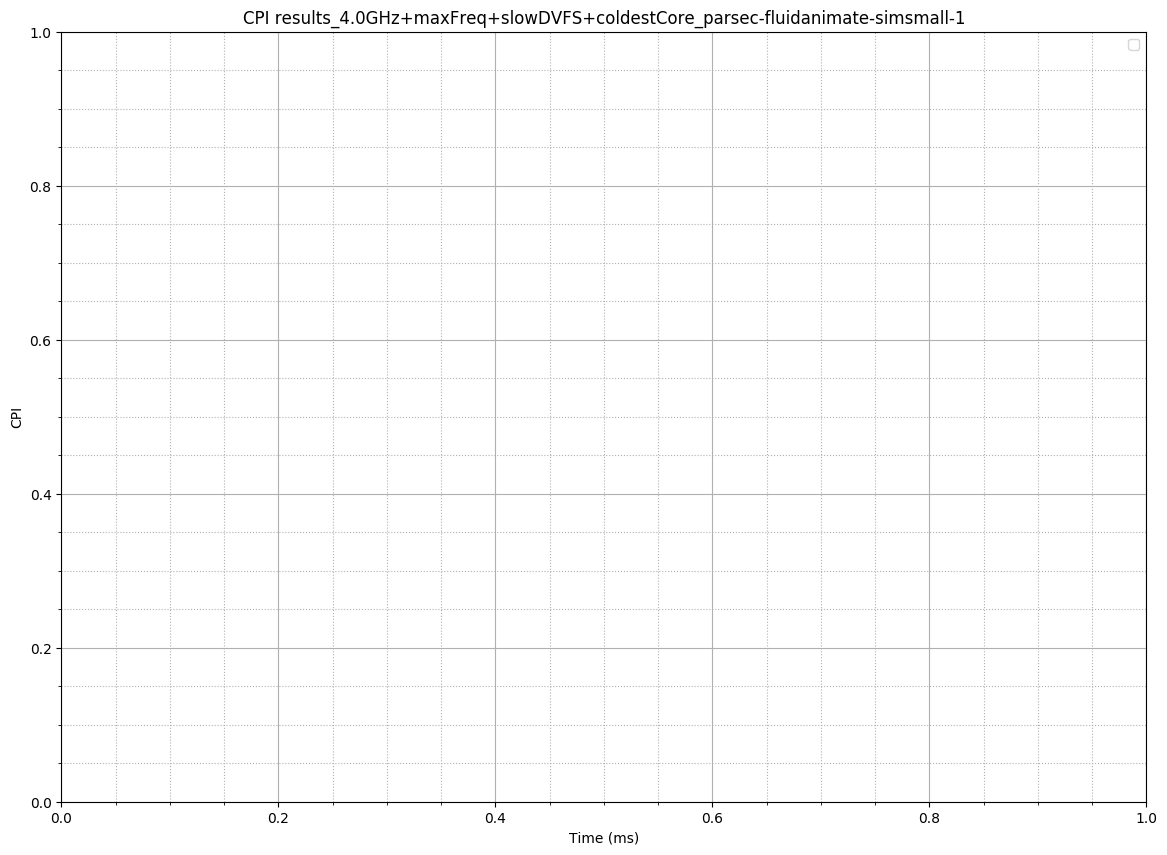 CPI results_4.0GHz+maxFreq+slowDVFS+coldestCore_parsec-fluidanimate-simsmall-1
1.0
0.8
0.6
0.4
0.2
0.0
CPI
0.0 0.2 0.4 0.6 0.8 1.0
Time (ms)